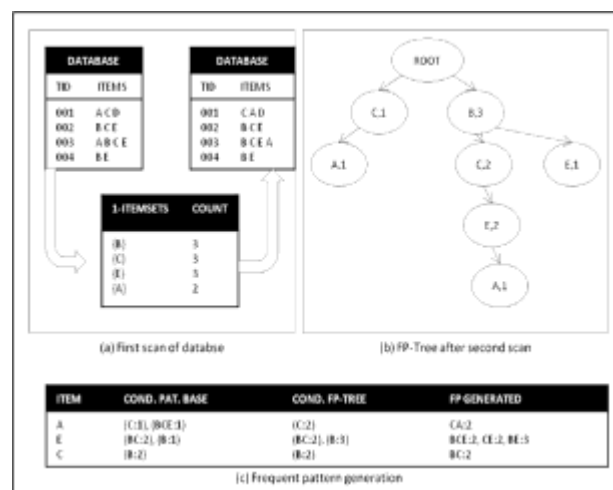 DATABASE
TID ITEMS
001 A C D
002 B C E
003 A B C E
004 B E
DATABASE
TID ITEMS
001 C A D
002 B C E
003 B C E A
004 B E
1-ITEMSETS COUNT
{B} 3
{C} 3
{E} 3
{A} 2
(a) First scan of databse
ROOT
C,1
B,3
A,1
C,2
E,1
E,2
A,1
(b) FP-Tree after second scan
ITEM COND. PAT. BASE COND. FP-TREE FP GENERATED
A {C:1}, {BCE:1} {C:2} CA:2
E {BC:2}, {B:1} {BC:2}, {B:3} BCE:2, CE:2, BE:3
C {B:2} {B:2} BC:2
(c) Frequent pattern generation